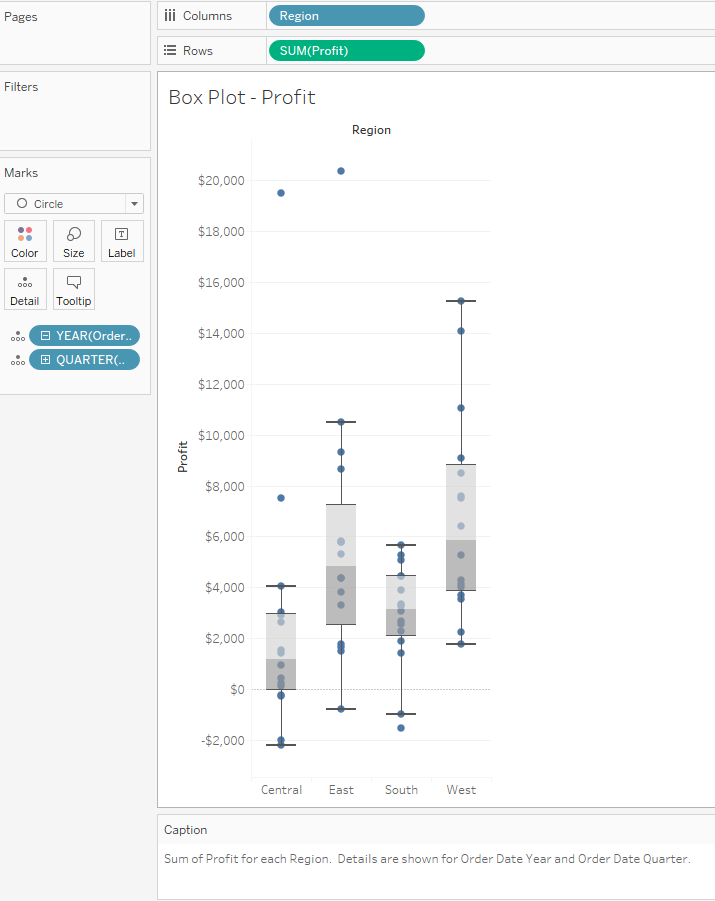 Pages
Columns
Region
Rows
SUM(Profit)
Filters
Marks
Circle
Color
Size
Label
Detail
Tooltip
YEAR(Order..
QUARTER(..
Box Plot - Profit
Region
Profit
$20,000
$18,000
$16,000
$14,000
$12,000
$10,000
$8,000
$6,000
$4,000
$2,000
$0
-$2,000
Central East South West
Caption
Sum of Profit for each Region. Details are shown for Order Date Year and Order Date Quarter.